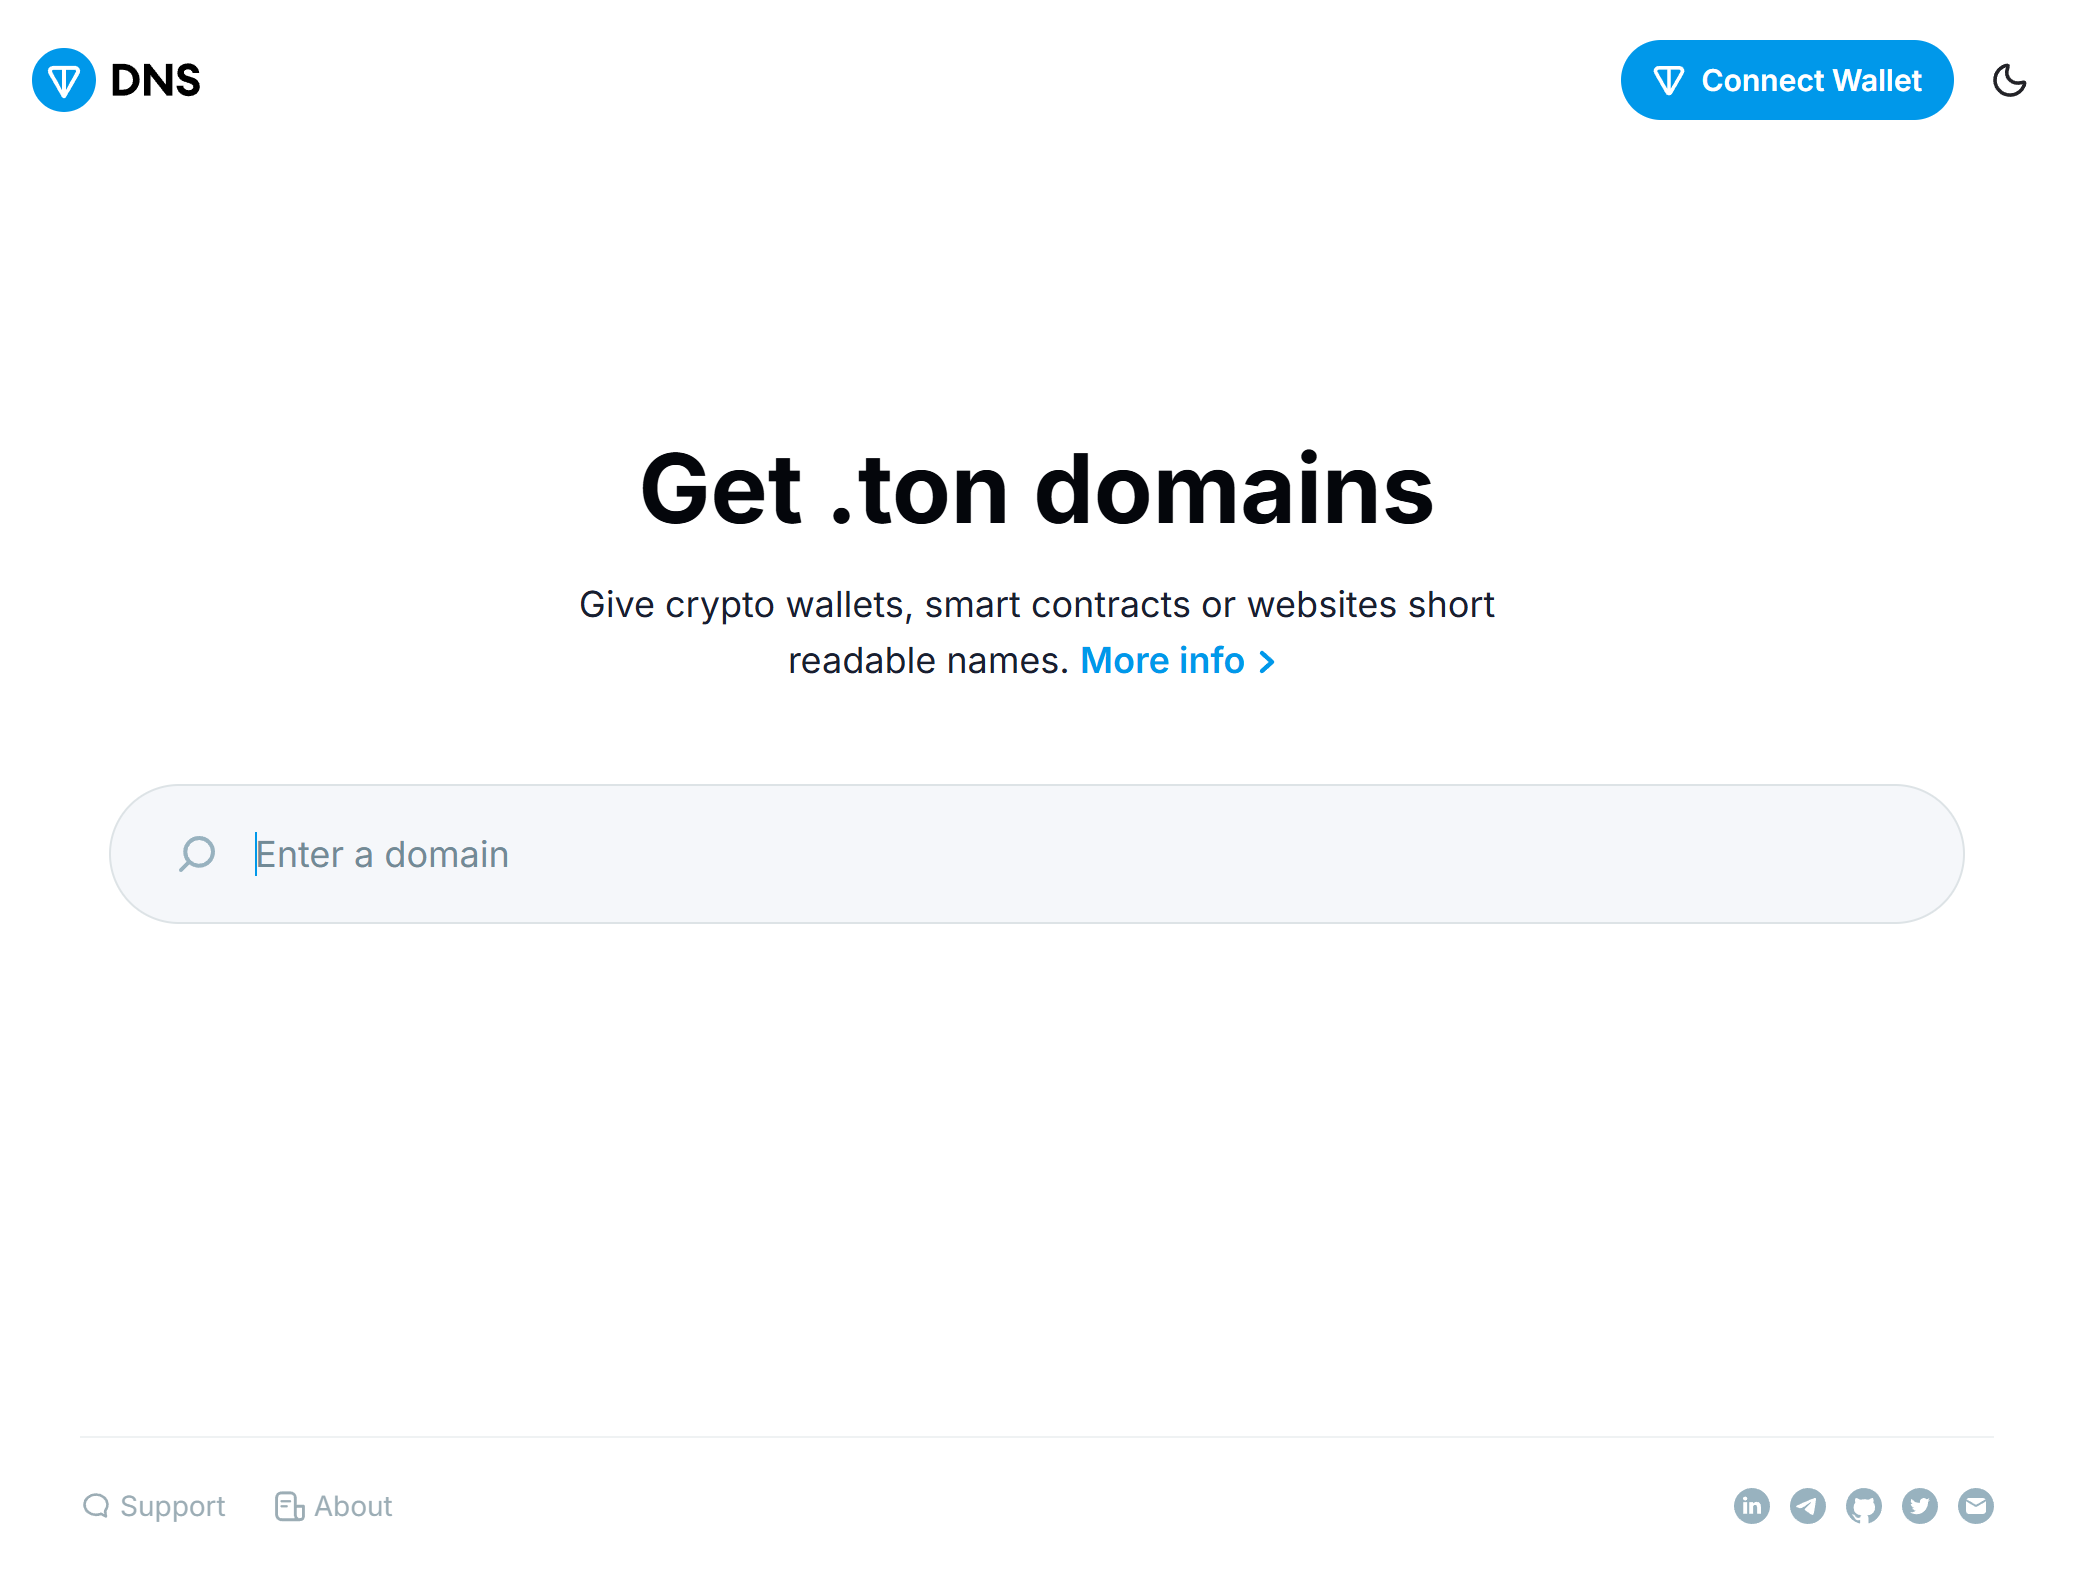 DNS
Connect Wallet
Get .ton domains
Give crypto wallets, smart contracts or websites short
readable names. More info
Enter a domain
Support
About
in